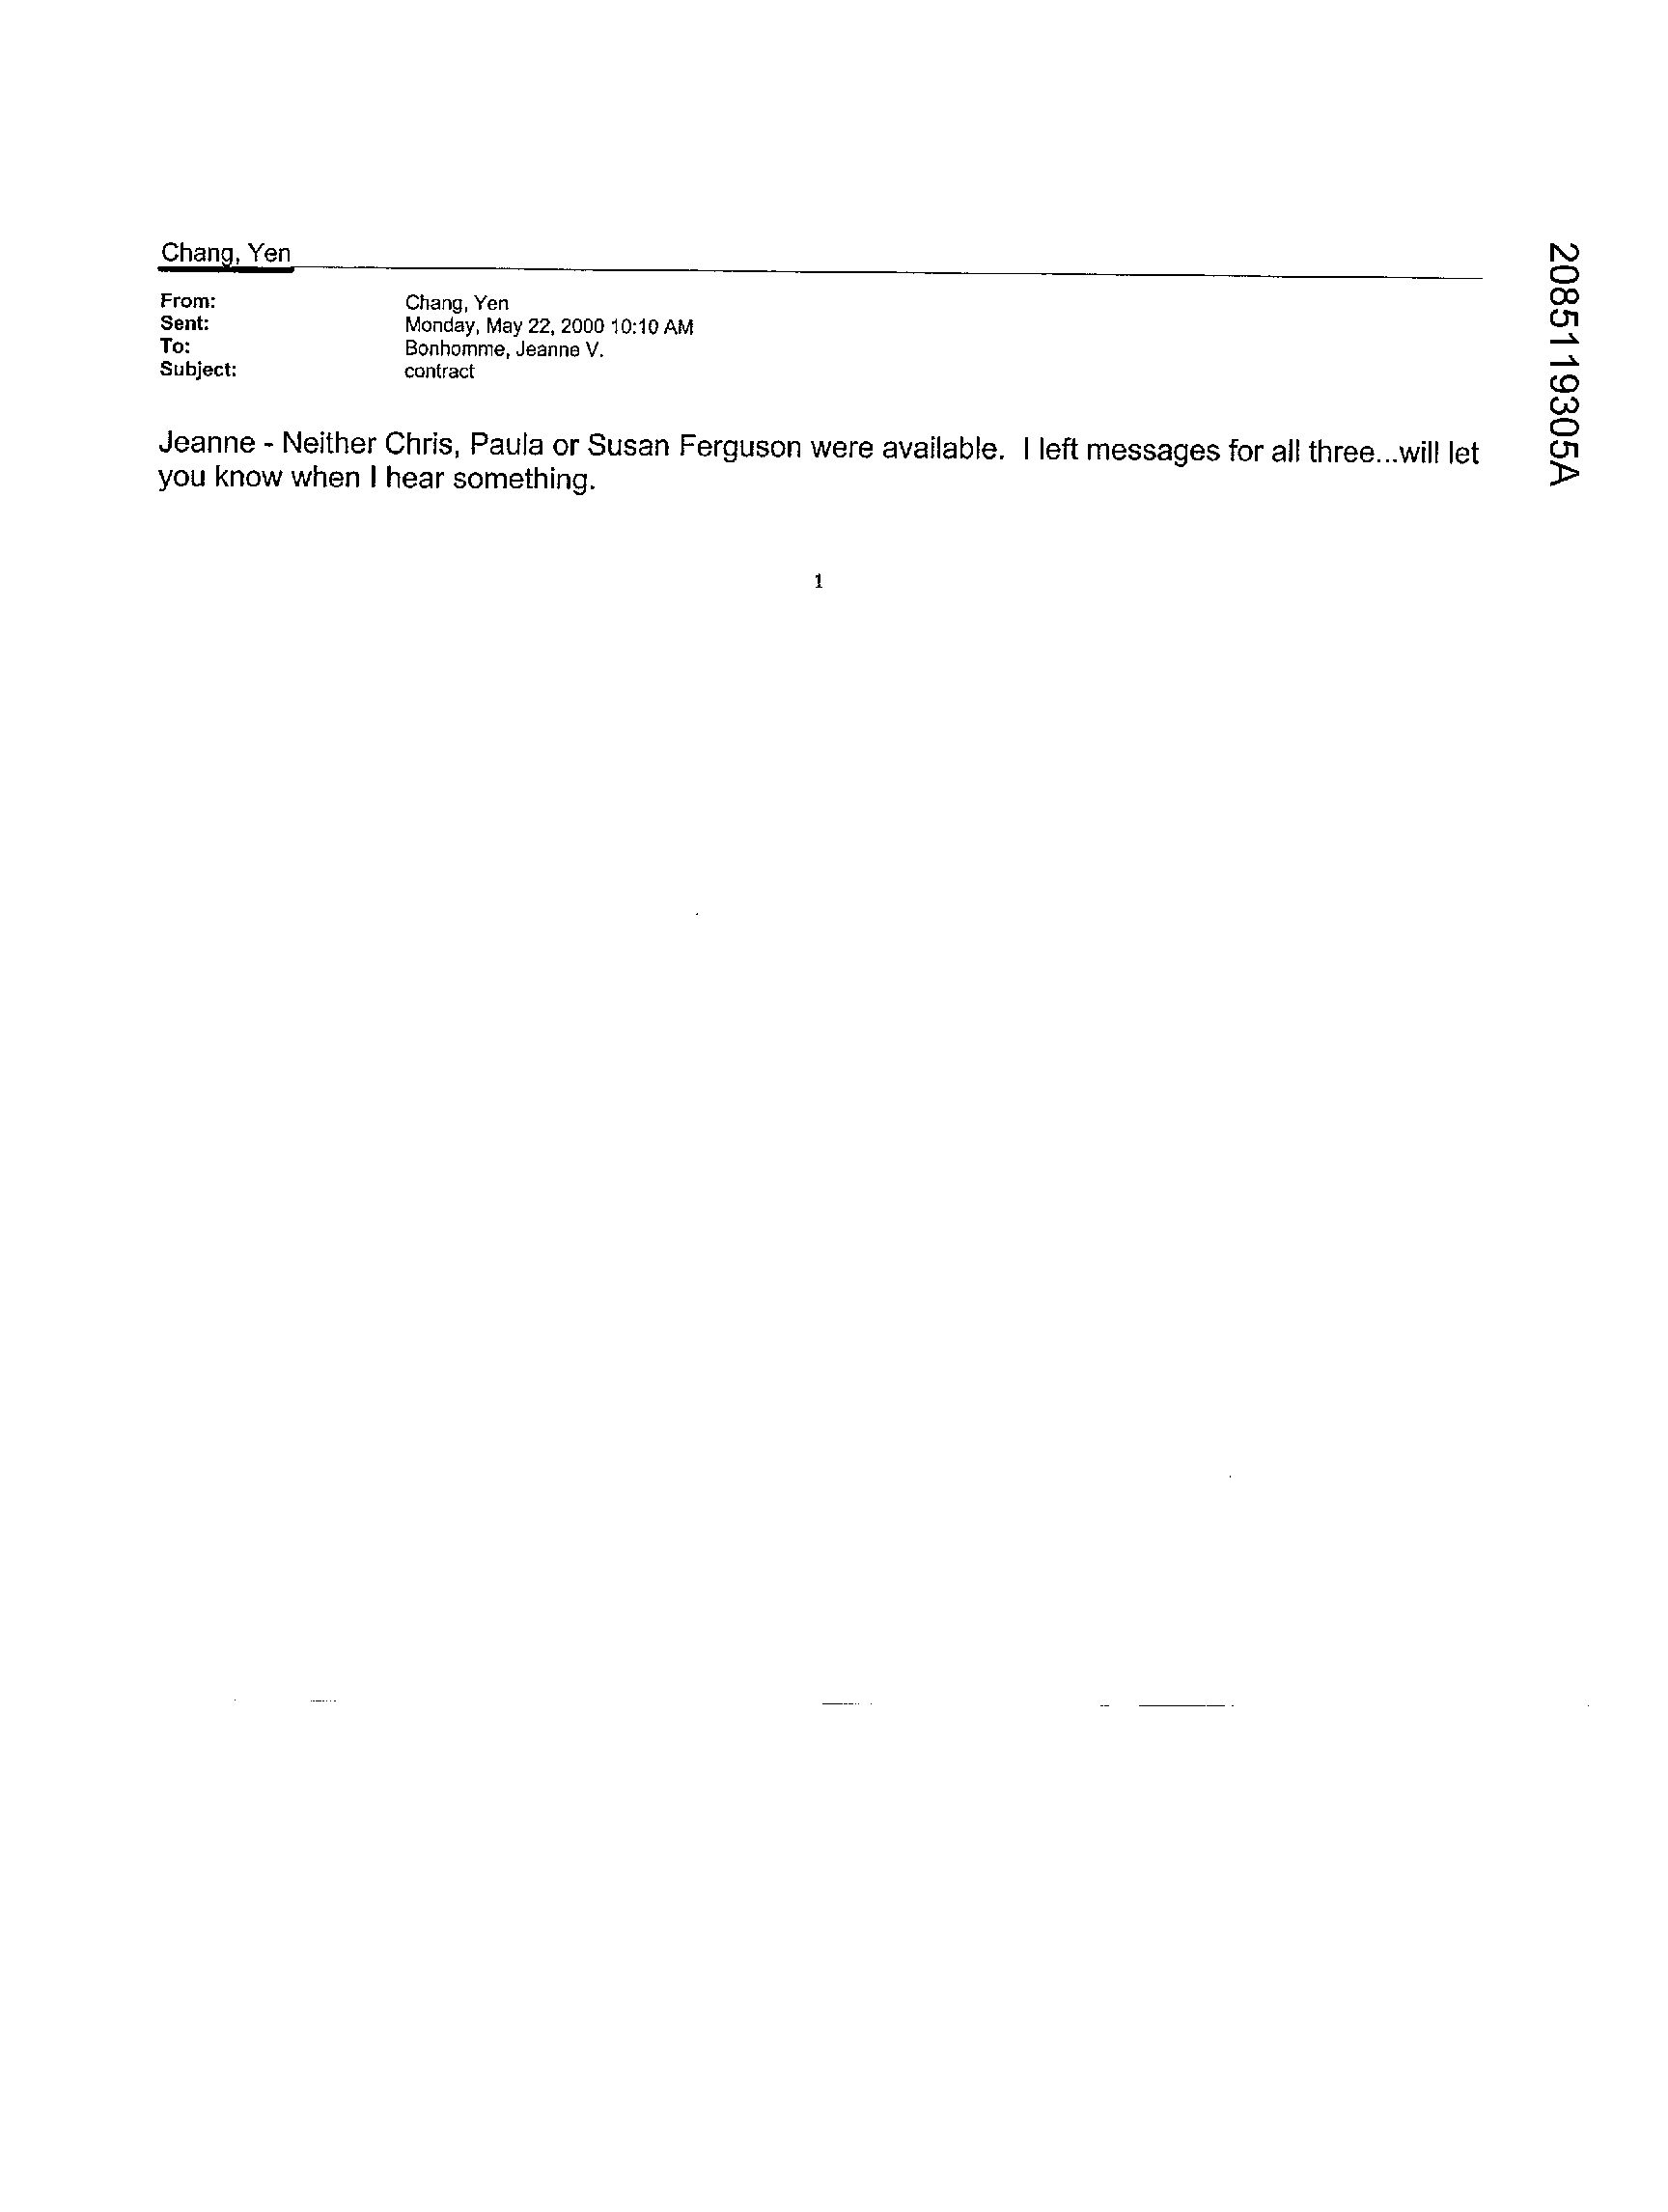 Chang, Yen
From: Chang, Yen
Sent: Monday, May 22, 2000 10:10 AM
To: Bonhomme, Jeanne V.
Subject: contract
Jeanne - Neither Chris, Paula or Susan Ferguson were available. I left messages for all three...will let
you know when I hear something.
1
2085119305A